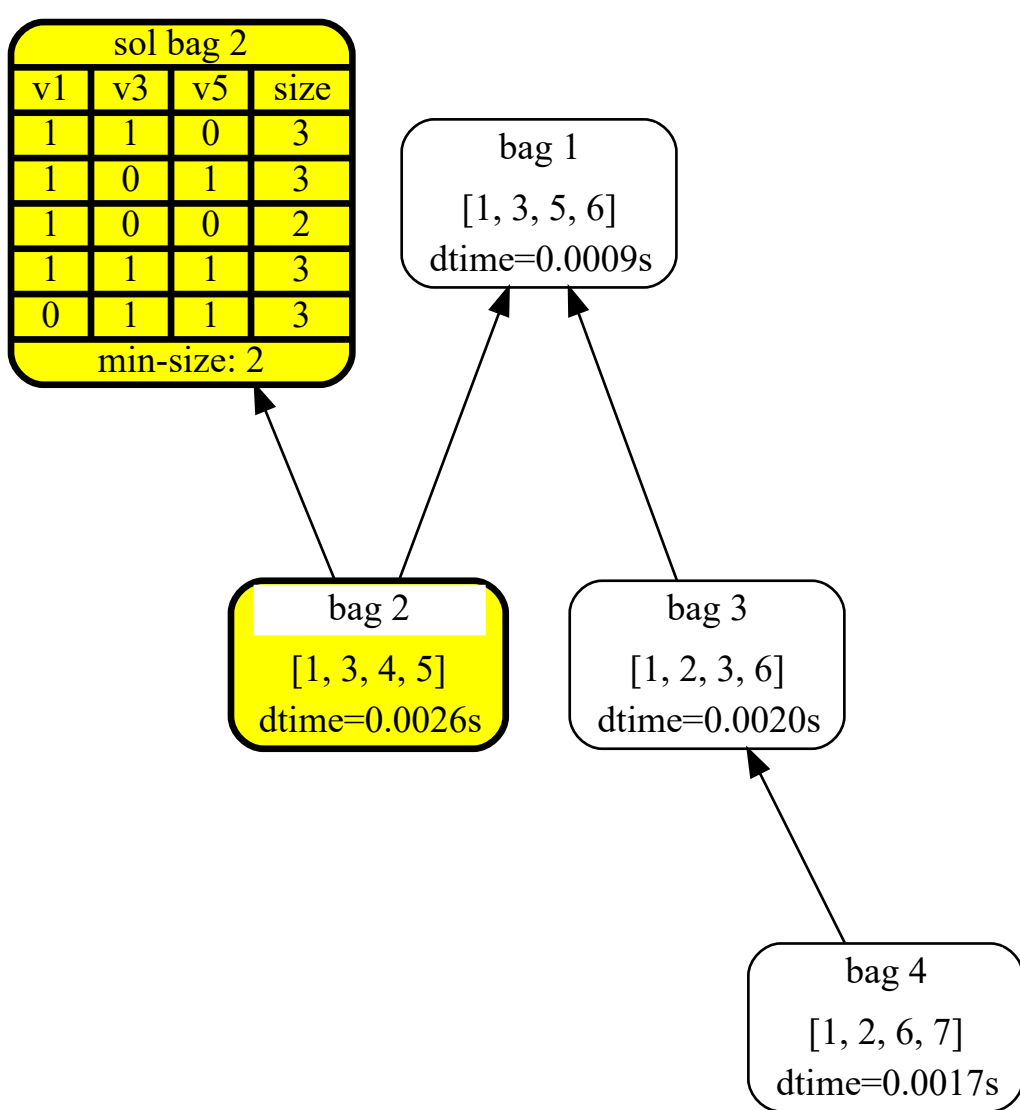 sol bag 2
v1 v3 v5 size
1 1 0 3
1 0 1 3
1 0 0 2
1 1 1 3
0 1 1 3
min-size: 2
bag 1
[1, 3, 5, 6]
dtime=0.0009s
bag 2
[1, 3, 4, 5]
dtime=0.0026s
bag 3
[1, 2, 3, 6]
dtime=0.0020s
bag 4
[1, 2, 6, 7]
dtime=0.0017s